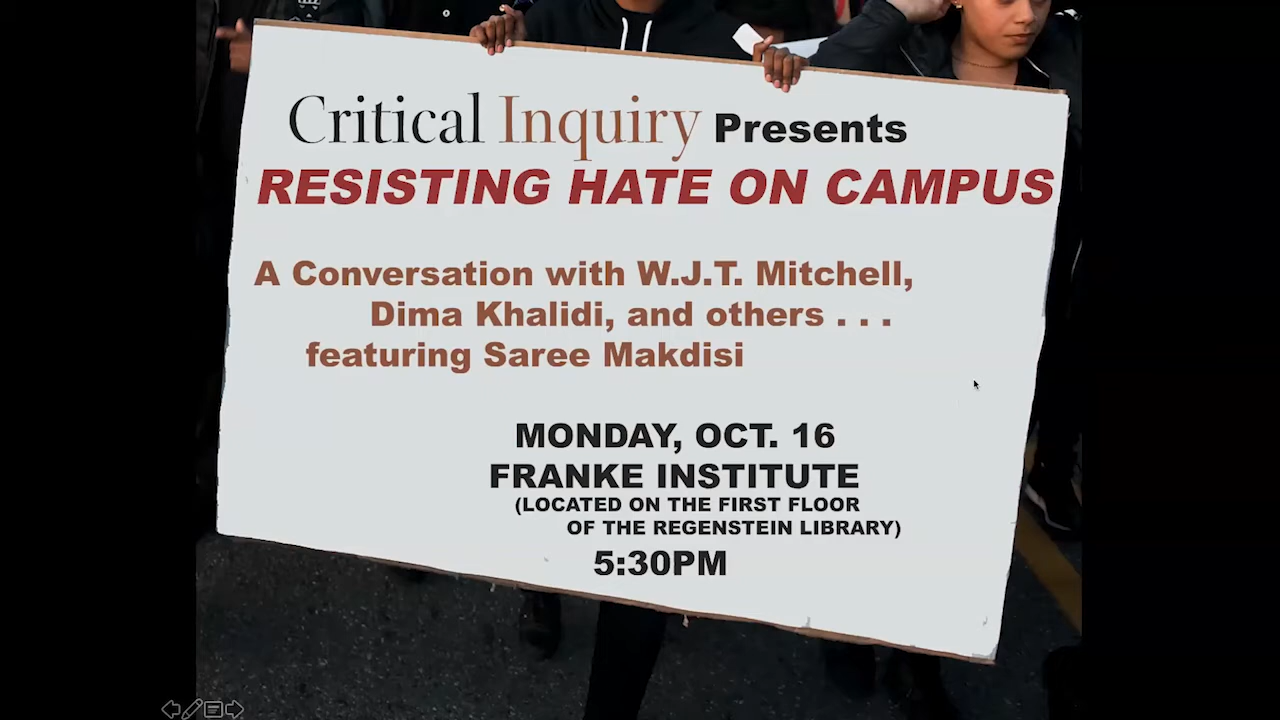 Critical Inquiry Presents
RESISTING HATE ON CAMPUS
A Conversation with W.J.T. Mitchell,
Dima Khalidi, and others . . .
featuring Saree Makdisi
MONDAY, OCT. 16
FRANKE INSTITUTE
(LOCATED ON THE FIRST FLOOR
OF THE REGENSTEIN LIBRARY)
5:30PM